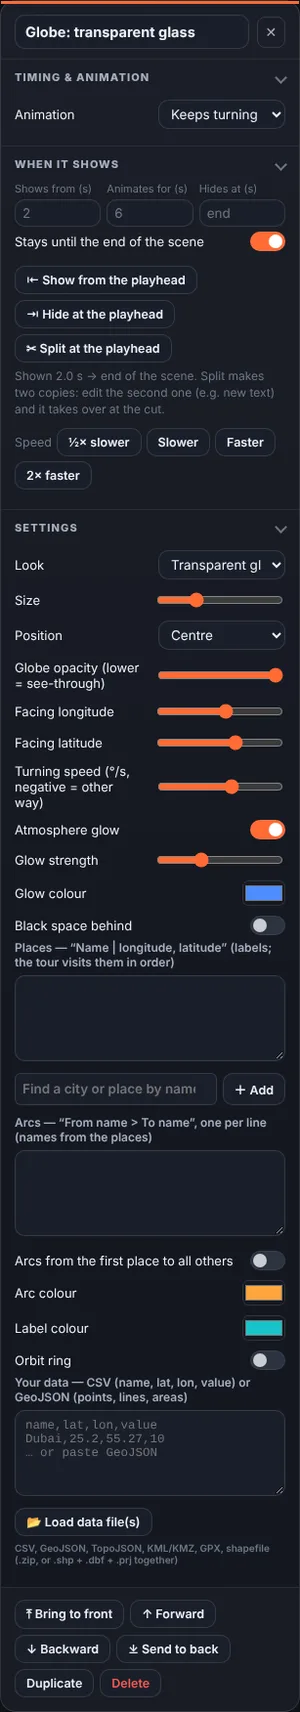 Globe: transparent glass ×
TIMING & ANIMATION
Animation Keeps turning
WHEN IT SHOWS
Shows from (s) Animates for (s) Hides at (s)
2 6 end
Stays until the end of the scene
⇤ Show from the playhead
⇥ Hide at the playhead
✂ Split at the playhead
Shown 2.0 s → end of the scene. Split makes
two copies: edit the second one (e.g. new text)
and it takes over at the cut.
Speed ½× slower Slower Faster
2× faster
SETTINGS
Look Transparent gl
Size
Position Centre
Globe opacity (lower
= see-through)
Facing longitude
Facing latitude
Turning speed (°/s,
negative = other
way)
Atmosphere glow
Glow strength
Glow colour
Black space behind
Places — “Name | longitude, latitude” (labels;
the tour visits them in order)
Find a city or place by name + Add
Arcs — “From name > To name”, one per line
(names from the places)
Arcs from the first place to all others
Arc colour
Label colour
Orbit ring
Your data — CSV (name, lat, lon, value) or
GeoJSON (points, lines, areas)
name,lat,lon,value
Dubai,25.2,55.27,10
… or paste GeoJSON
📂 Load data file(s)
CSV, GeoJSON, TopoJSON, KML/KMZ, GPX, shapefile
(.zip, or .shp + .dbf + .prj together)
⤒ Bring to front ↑ Forward
↓ Backward ⤓ Send to back
Duplicate Delete